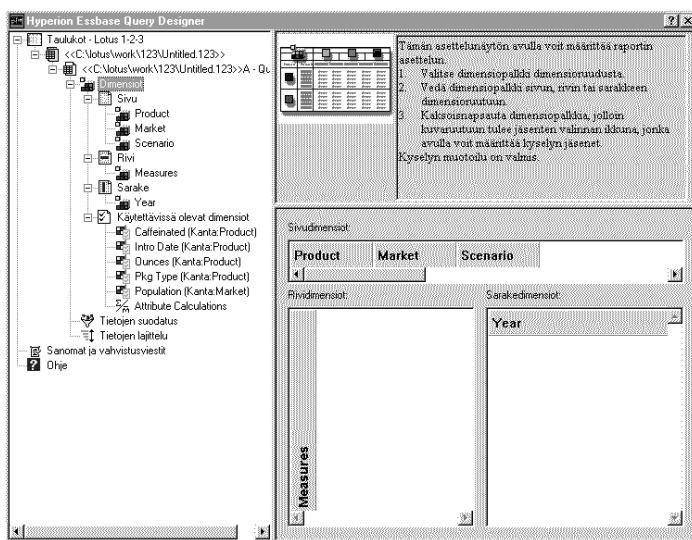 Hyperion Essbase Query Designer
Taulukot - Lotus 1-2-3
<<C:\lotus\work\123\Untitled.123>>
<<C:\lotus\work\123\Untitled.123>>A - Qu
Dimensiot
Sivu
Product
Market
Scenario
Rivi
Measures
Sarake
Year
Käytettävissä olevat dimensiot
Caffeinated (Kanta:Product)
Intro Date (Kanta:Product)
Ounces (Kanta:Product)
Pkg Type (Kanta:Product)
Population (Kanta:Market)
Attribute Calculations
Tietojen suodatus
Tietojen lajittelu
Sanomat ja vahvistusviestit
Ohje
Tämän asettelunäytön avulla voit määrittää raportin
asettelun.
1. Valitse dimensiopalkki dimensioruudusta.
2. Vedä dimensiopalkki sivun, rivin tai sarakkeen
dimensioruutuun.
3. Kaksoisnapsauta dimensiopalkkia, jolloin
kuvaruutuun tulee jäsenten valinnan ikkuna, jonka
avulla voit määrittää kyselyn jäsenet.
Kyselyn muotoilu on valmis.
Sivudimensiot:
Product Market Scenario
Rividimensiot:
Measures
Sarakedimensiot:
Year